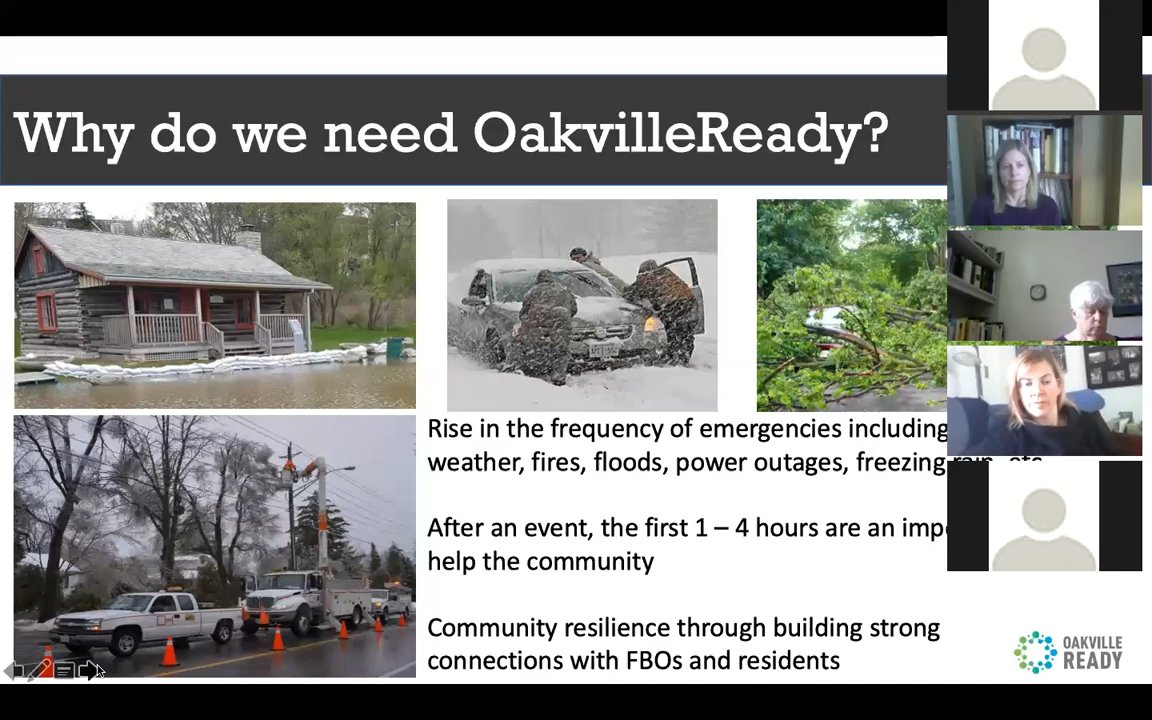 Why do we need OakvilleReady?
Rise in the frequency of emergencies including
weather, fires, floods, power outages, freezing rain, etc
After an event, the first 1 – 4 hours are an
help the community
Community resilience through building strong
connections with FBOs and residents
OAKVILLE
READY